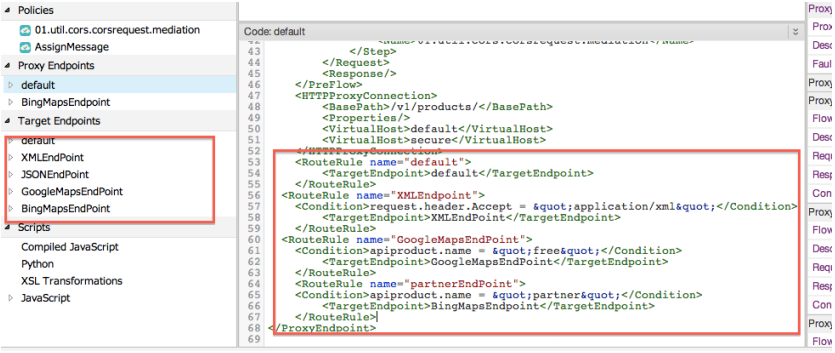 Policies
01.util.cors.corsrequest.mediation
AssignMessage
Proxy Endpoints
default
BingMapsEndpoint
Target Endpoints
default
XMLEndPoint
JSONEndPoint
GoogleMapsEndPoint
BingMapsEndPoint
Scripts
Compiled JavaScript
Python
XSL Transformations
JavaScript
Code: default
42 <Name>01.util.cors.corsrequest.mediation</Name>
43 </Step>
44 </Request>
45 <Response/>
46 </PreFlow>
47 <HTTPProxyConnection>
48 <BasePath>/v1/products/</BasePath>
49 <Properties/>
50 <VirtualHost>default</VirtualHost>
51 <VirtualHost>secure</VirtualHost>
52 </HTTPProxyConnection>
53 <RouteRule name="default">
54 <TargetEndpoint>default</TargetEndpoint>
55 </RouteRule>
56 <RouteRule name="XMLEndpoint">
57 <Condition>request.header.Accept = &quot;application/xml&quot;</Condition>
58 <TargetEndpoint>XMLEndPoint</TargetEndpoint>
59 </RouteRule>
60 <RouteRule name="GoogleMapsEndPoint">
61 <Condition>apiproduct.name = &quot;free&quot;</Condition>
62 <TargetEndpoint>GoogleMapsEndPoint</TargetEndpoint>
63 </RouteRule>
64 <RouteRule name="partnerEndPoint">
65 <Condition>apiproduct.name = &quot;partner&quot;</Condition>
66 <TargetEndpoint>BingMapsEndpoint</TargetEndpoint>
67 </RouteRule>
68 </ProxyEndpoint>
69
Proxy
Prox
Desc
Faul
Proxy
Proxy
Flow
Desc
Requ
Resp
Con
Proxy
Flow
Desc
Requ
Resp
Con
Proxy
Flow